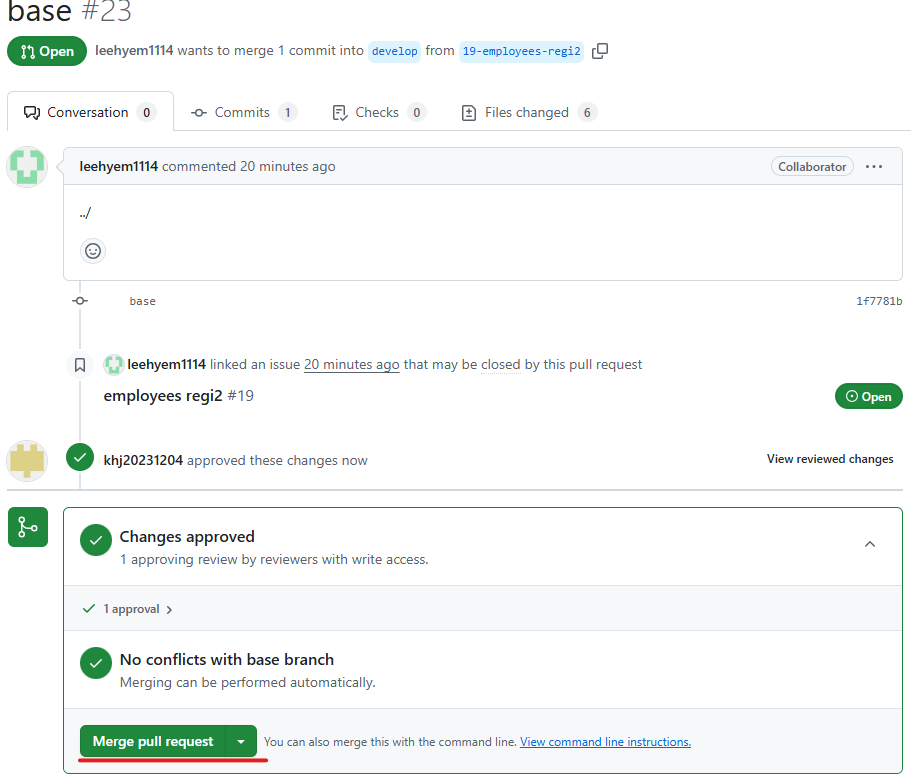 base #23
Open leehyem1114 wants to merge 1 commit into develop from 19-employees-regi2
Conversation 0 Commits 1 Checks 0 Files changed 6
leehyem1114 commented 20 minutes ago Collaborator
../
base 1f7781b
leehyem1114 linked an issue 20 minutes ago that may be closed by this pull request
employees regi2 #19 Open
khj20231204 approved these changes now View reviewed changes
Changes approved
1 approving review by reviewers with write access.
1 approval
No conflicts with base branch
Merging can be performed automatically.
Merge pull request You can also merge this with the command line. View command line instructions.